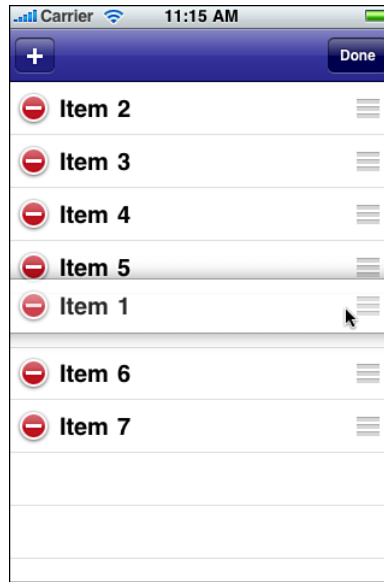 Carrier 11:15 AM
+ Done
Item 2
Item 3
Item 4
Item 5
Item 1
Item 6
Item 7